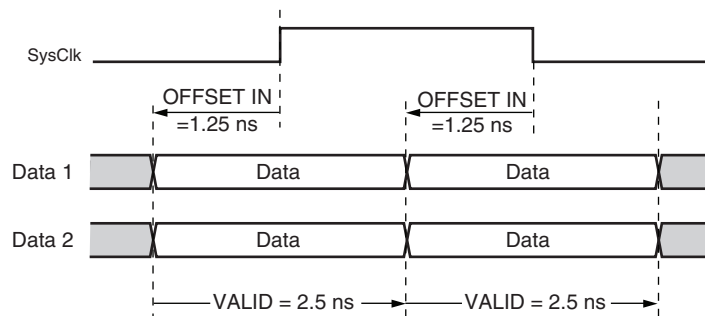 SysClk
OFFSET IN
=1.25 ns
OFFSET IN
=1.25 ns
Data 1
Data
Data
Data 2
Data
Data
VALID = 2.5 ns
VALID = 2.5 ns